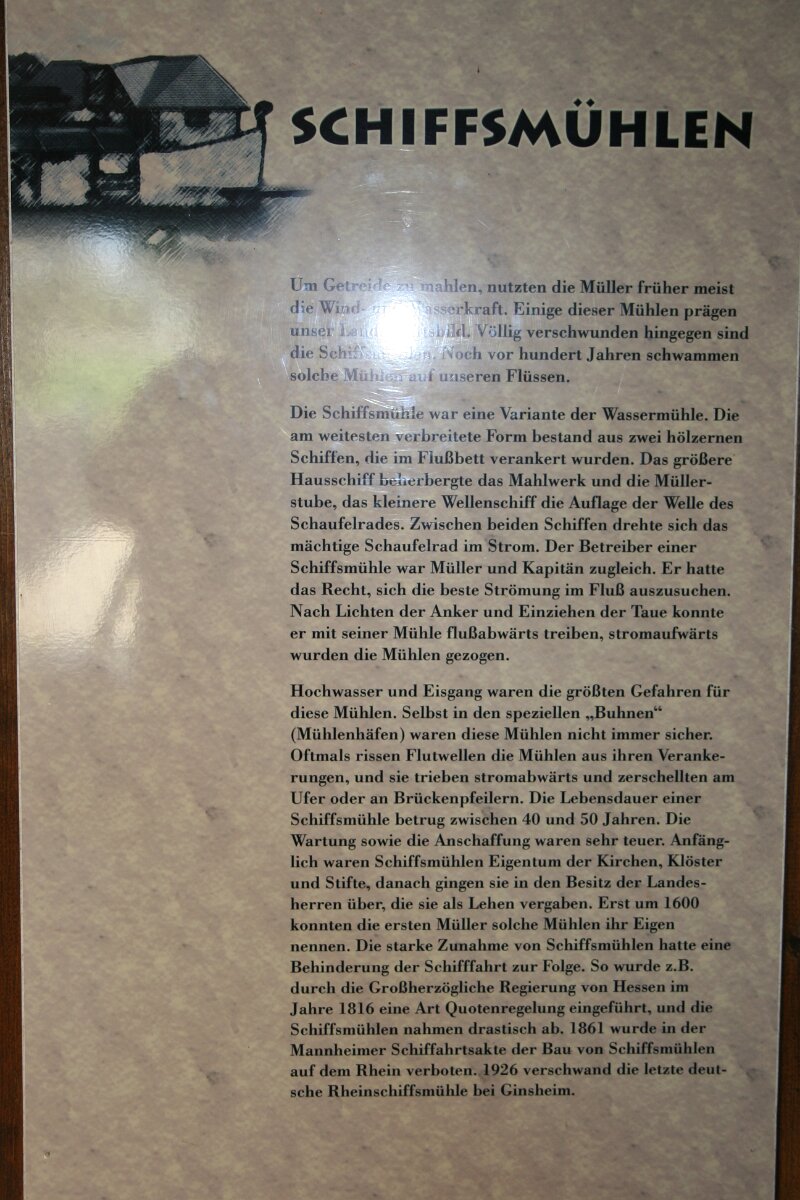 SCHIFFSMÜHLEN
Um Getreide zu mahlen, nutzten die Müller früher meist
die Wind- und Wasserkraft. Einige dieser Mühlen prägen
unser Landschaftsbild. Völlig verschwunden hingegen sind
die Schiffsmühlen. Noch vor hundert Jahren schwammen
solche Mühlen auf unseren Flüssen.
Die Schiffsmühle war eine Variante der Wassermühle. Die
am weitesten verbreitete Form bestand aus zwei hölzernen
Schiffen, die im Flußbett verankert wurden. Das größere
Hausschiff beherbergte das Mahlwerk und die Müller-
stube, das kleinere Wellenschiff die Auflage der Welle des
Schaufelrades. Zwischen beiden Schiffen drehte sich das
mächtige Schaufelrad im Strom. Der Betreiber einer
Schiffsmühle war Müller und Kapitän zugleich. Er hatte
das Recht, sich die beste Strömung im Fluß auszusuchen.
Nach Lichten der Anker und Einziehen der Taue konnte
er mit seiner Mühle flußabwärts treiben, stromaufwärts
wurden die Mühlen gezogen.
Hochwasser und Eisgang waren die größten Gefahren für
diese Mühlen. Selbst in den speziellen „Buhnen“
(Mühlenhäfen) waren diese Mühlen nicht immer sicher.
Oftmals rissen Flutwellen die Mühlen aus ihren Veranke-
rungen, und sie trieben stromabwärts und zerschellten am
Ufer oder an Brückenpfeilern. Die Lebensdauer einer
Schiffsmühle betrug zwischen 40 und 50 Jahren. Die
Wartung sowie die Anschaffung waren sehr teuer. Anfäng-
lich waren Schiffsmühlen Eigentum der Kirchen, Klöster
und Stifte, danach gingen sie in den Besitz der Landes-
herren über, die sie als Lehen vergaben. Erst um 1600
konnten die ersten Müller solche Mühlen ihr Eigen
nennen. Die starke Zunahme von Schiffsmühlen hatte eine
Behinderung der Schifffahrt zur Folge. So wurde z.B.
durch die Großherzögliche Regierung von Hessen im
Jahre 1816 eine Art Quotenregelung eingeführt, und die
Schiffsmühlen nahmen drastisch ab. 1861 wurde in der
Mannheimer Schiffahrtsakte der Bau von Schiffsmühlen
auf dem Rhein verboten. 1926 verschwand die letzte deut-
sche Rheinschiffsmühle bei Ginsheim.